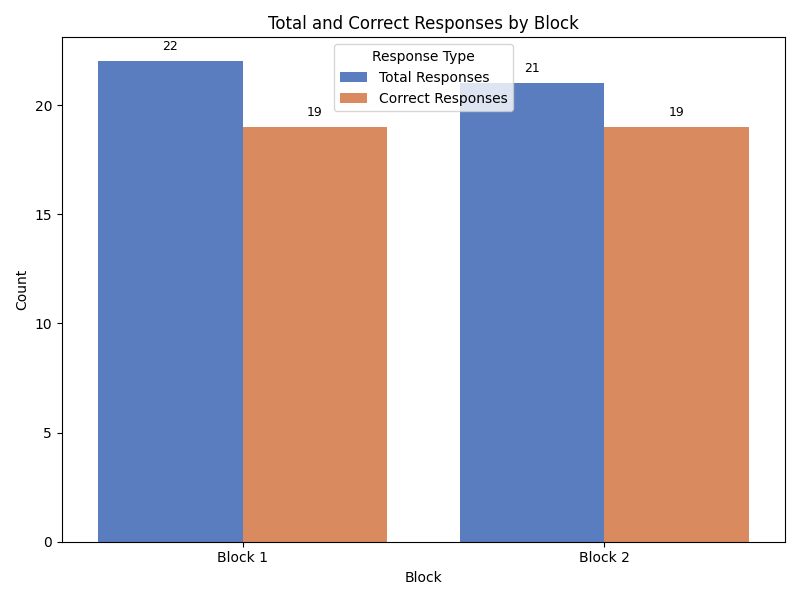 Total and Correct Responses by Block
22
Response Type
Total Responses
Correct Responses
21
19
19
20
15
10
5
0
Count
Block 1
Block 2
Block